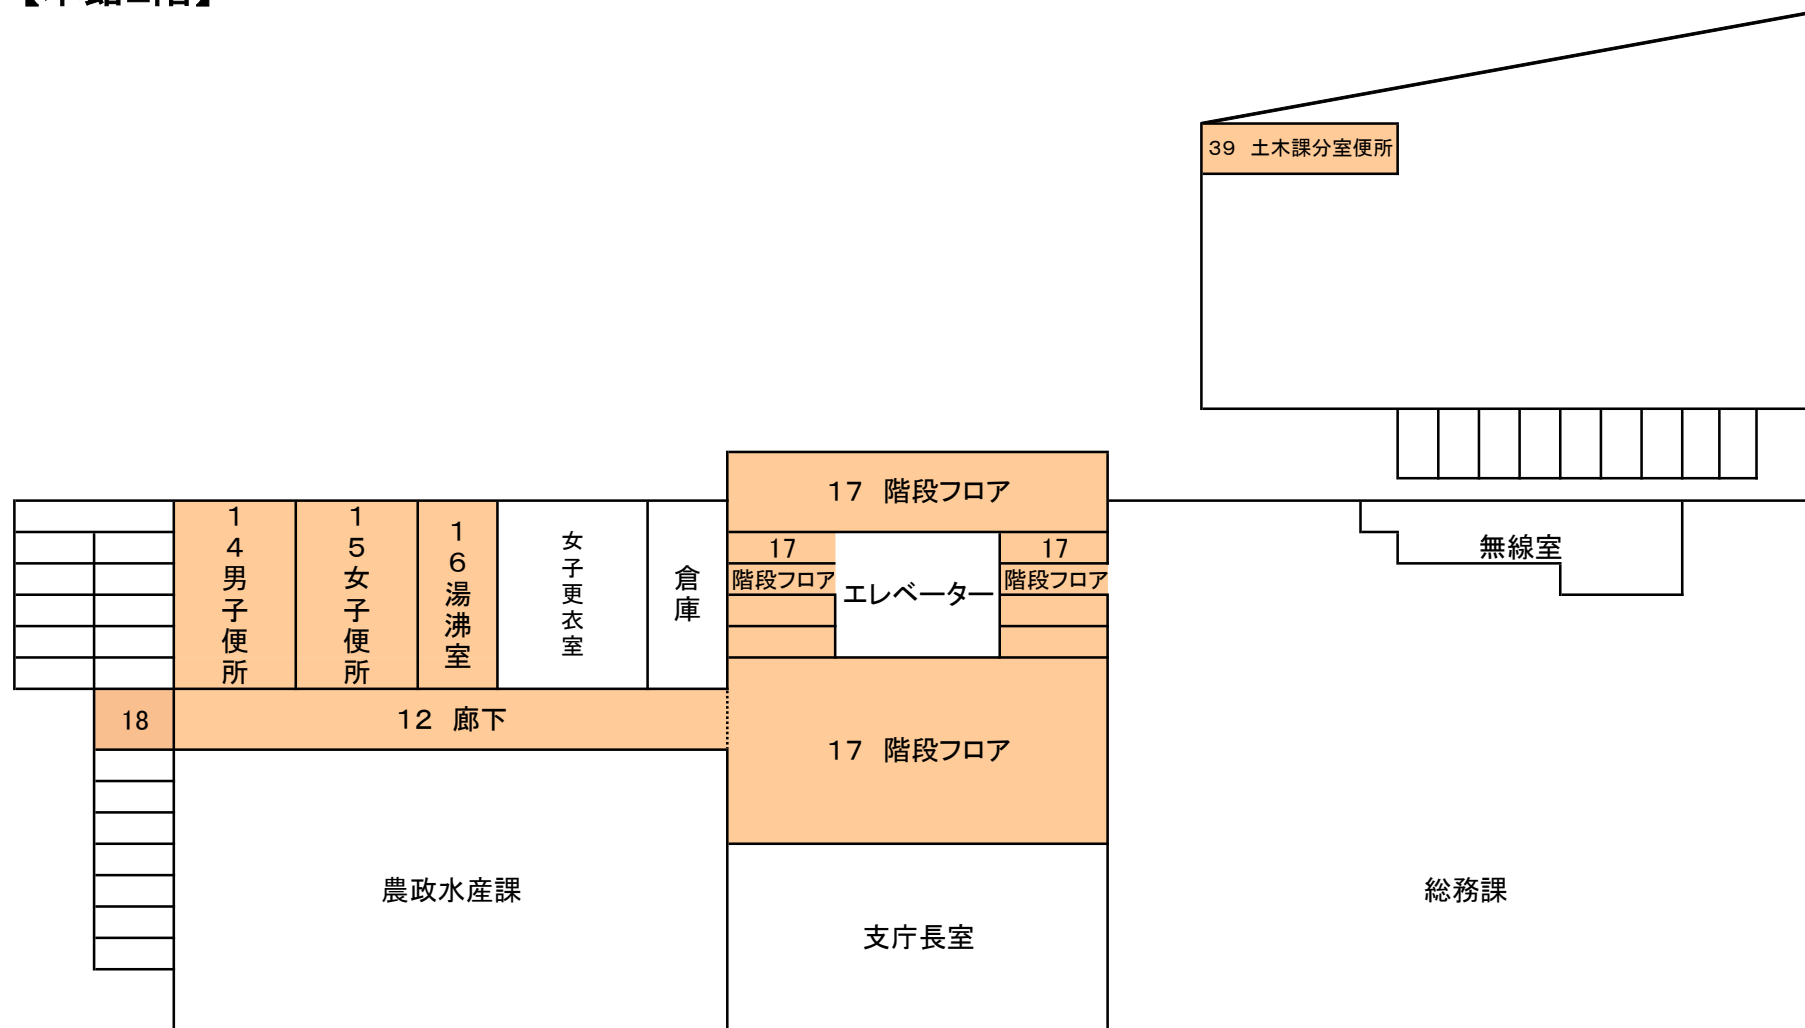 39 土木課分室便所
17 階段フロア
14男子便所
15女子便所
16湯沸室
女子更衣室
倉庫
17
階段フロア
エレベーター
17
階段フロア
無線室
18
12 廊下
17 階段フロア
農政水産課
支庁長室
総務課